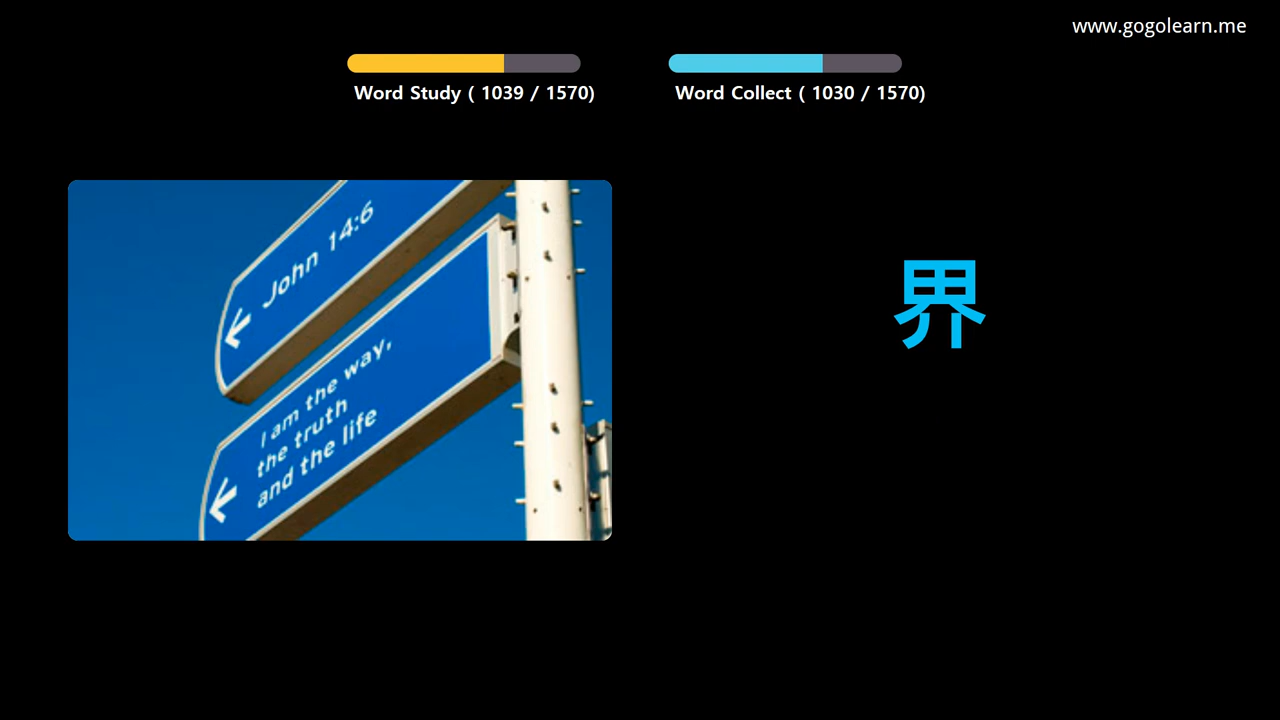 www.gogolearn.me
Word Study ( 1039 / 1570)
Word Collect ( 1030 / 1570)
John 14:6
I am the way,
the truth
and the life
界